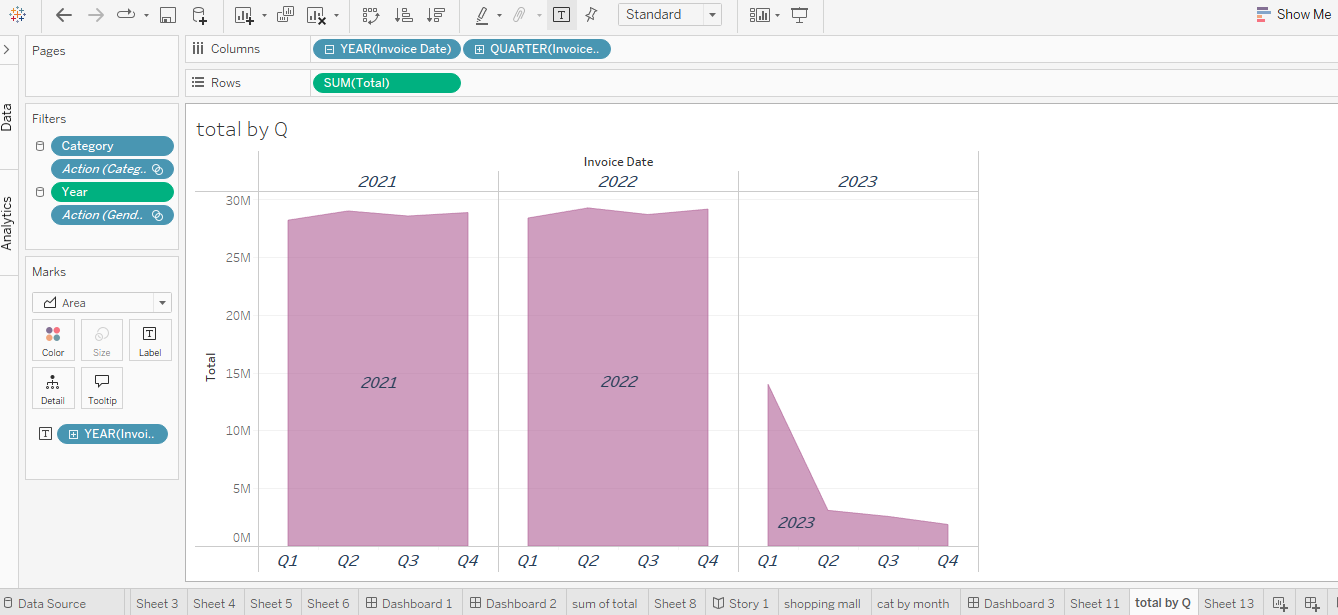 Standard
Show Me
Data
Analytics
Pages
Columns
YEAR(Invoice Date)
QUARTER(Invoice..
Rows
SUM(Total)
Filters
Category
Action (Categ..
Year
Action (Gend..
Marks
Area
Color
Size
Label
Detail
Tooltip
YEAR(Invoi..
total by Q
Invoice Date
2021
2022
2023
Total
30M
25M
20M
15M
10M
5M
0M
2021
2022
2023
Q1 Q2 Q3 Q4 Q1 Q2 Q3 Q4 Q1 Q2 Q3 Q4
Data Source Sheet 3 Sheet 4 Sheet 5 Sheet 6 Dashboard 1 Dashboard 2 sum of total Sheet 8 Story 1 shopping mall cat by month Dashboard 3 Sheet 11 total by Q Sheet 13